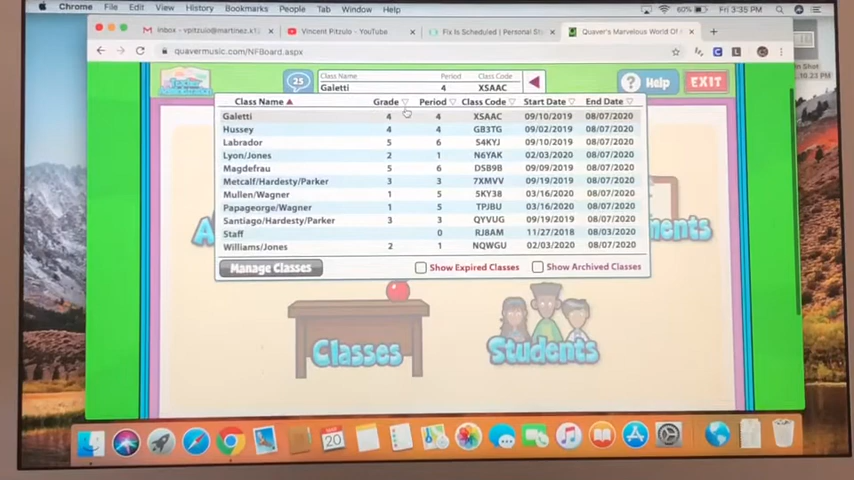 Chrome File Edit View History Bookmarks People Tab Window Help 60% Fri 3:35 PM
Inbox - vpitzulo@martinez.k12 Vincent Pitzulo - YouTube Fix Is Scheduled | Personal St Quaver's Marvelous World Of
quavermusic.com/NFBoard.aspx
25 Class Name Period Class Code Help EXIT
Galetti 4 XSAAC
Class Name Grade Period Class Code Start Date End Date
Galetti 4 4 XSAAC 09/10/2019 08/07/2020
Hussey 4 4 GB3TG 09/02/2019 08/07/2020
Labrador 5 6 S4KYJ 09/10/2019 08/07/2020
Lyon/Jones 2 1 N6YAK 02/03/2020 08/07/2020
Magdefrau 5 6 DSB9B 09/09/2019 08/07/2020
Metcalf/Hardesty/Parker 3 3 7XMVV 09/19/2019 08/07/2020
Mullen/Wagner 1 5 5KY38 03/16/2020 08/07/2020
Papageorge/Wagner 1 5 TPJBU 03/16/2020 08/07/2020
Santiago/Hardesty/Parker 3 3 QYVUG 09/19/2019 08/07/2020
Staff 0 RJ8AM 11/27/2018 08/03/2020
Williams/Jones 2 1 NQWGU 02/03/2020 08/07/2020
Manage Classes Show Expired Classes Show Archived Classes
Classes Students
20